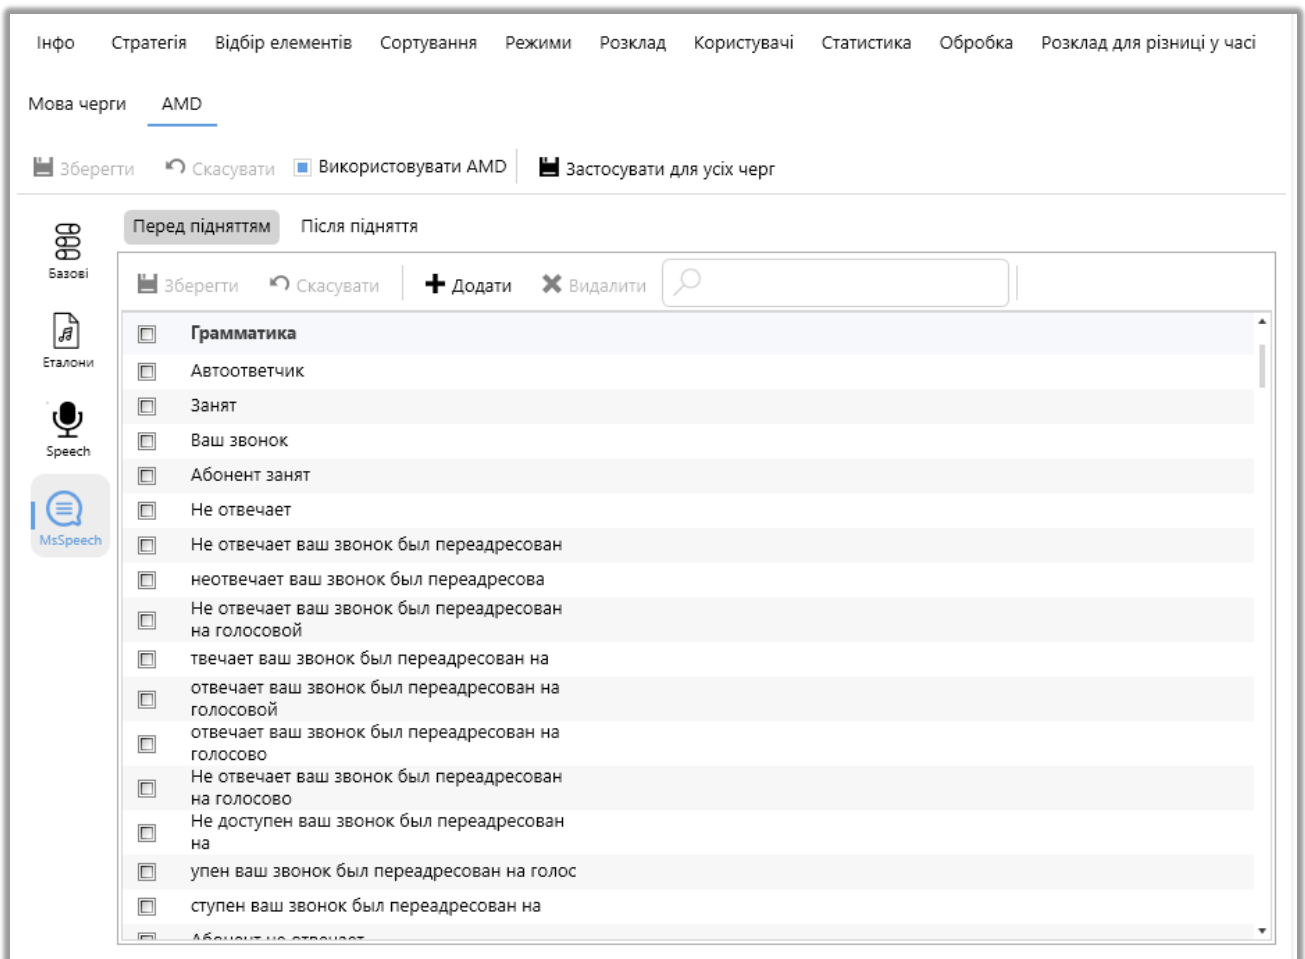 Інфо Стратегія Відбір елементів Сортування Режими Розклад Користувачі Статистика Обробка Розклад для різниці у часі
Мова черги AMD
Зберегти Скасувати Використовувати AMD Застосувати для усіх черг
Базові
Еталони
Speech
MsSpeech
Перед підняттям Після підняття
Зберегти Скасувати Додати Видалити
Грамматика
Автоответчик
Занят
Ваш звонок
Абонент занят
Не отвечает
Не отвечает ваш звонок был переадресован
неотвечает ваш звонок был переадресова
Не отвечает ваш звонок был переадресован
на голосовой
твечает ваш звонок был переадресован на
отвечает ваш звонок был переадресован на
голосовой
отвечает ваш звонок был переадресован на
голосово
Не отвечает ваш звонок был переадресован
на голосово
Не доступен ваш звонок был переадресован
на
упен ваш звонок был переадресован на голос
ступен ваш звонок был переадресован на
Абонент не отвечает